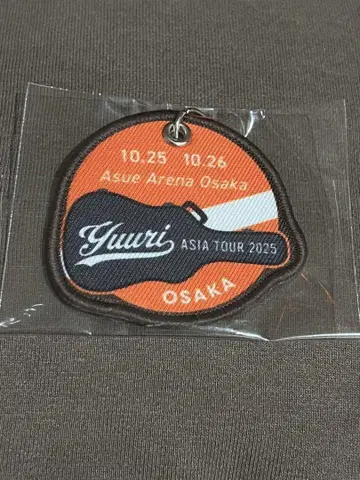 10.25 10.26
Asue Arena Osaka
yuuri ASIA TOUR 2025
OSAKA